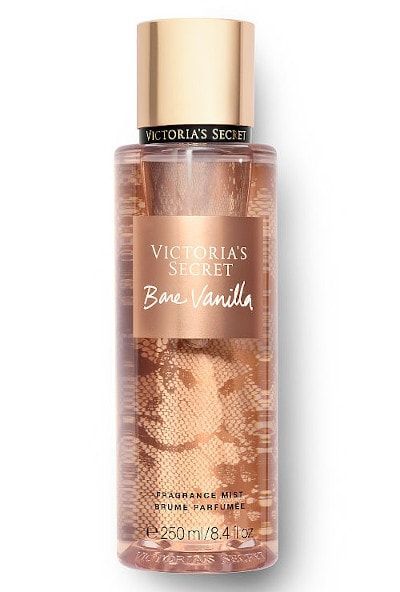 VICTORIA'S SECRET
VICTORIA'S
SECRET
Bare Vanilla
FRAGRANCE MIST
BRUME PARFUMÉE
℮250 ml/8.4 fl oz
VICTORIA'S SECRET